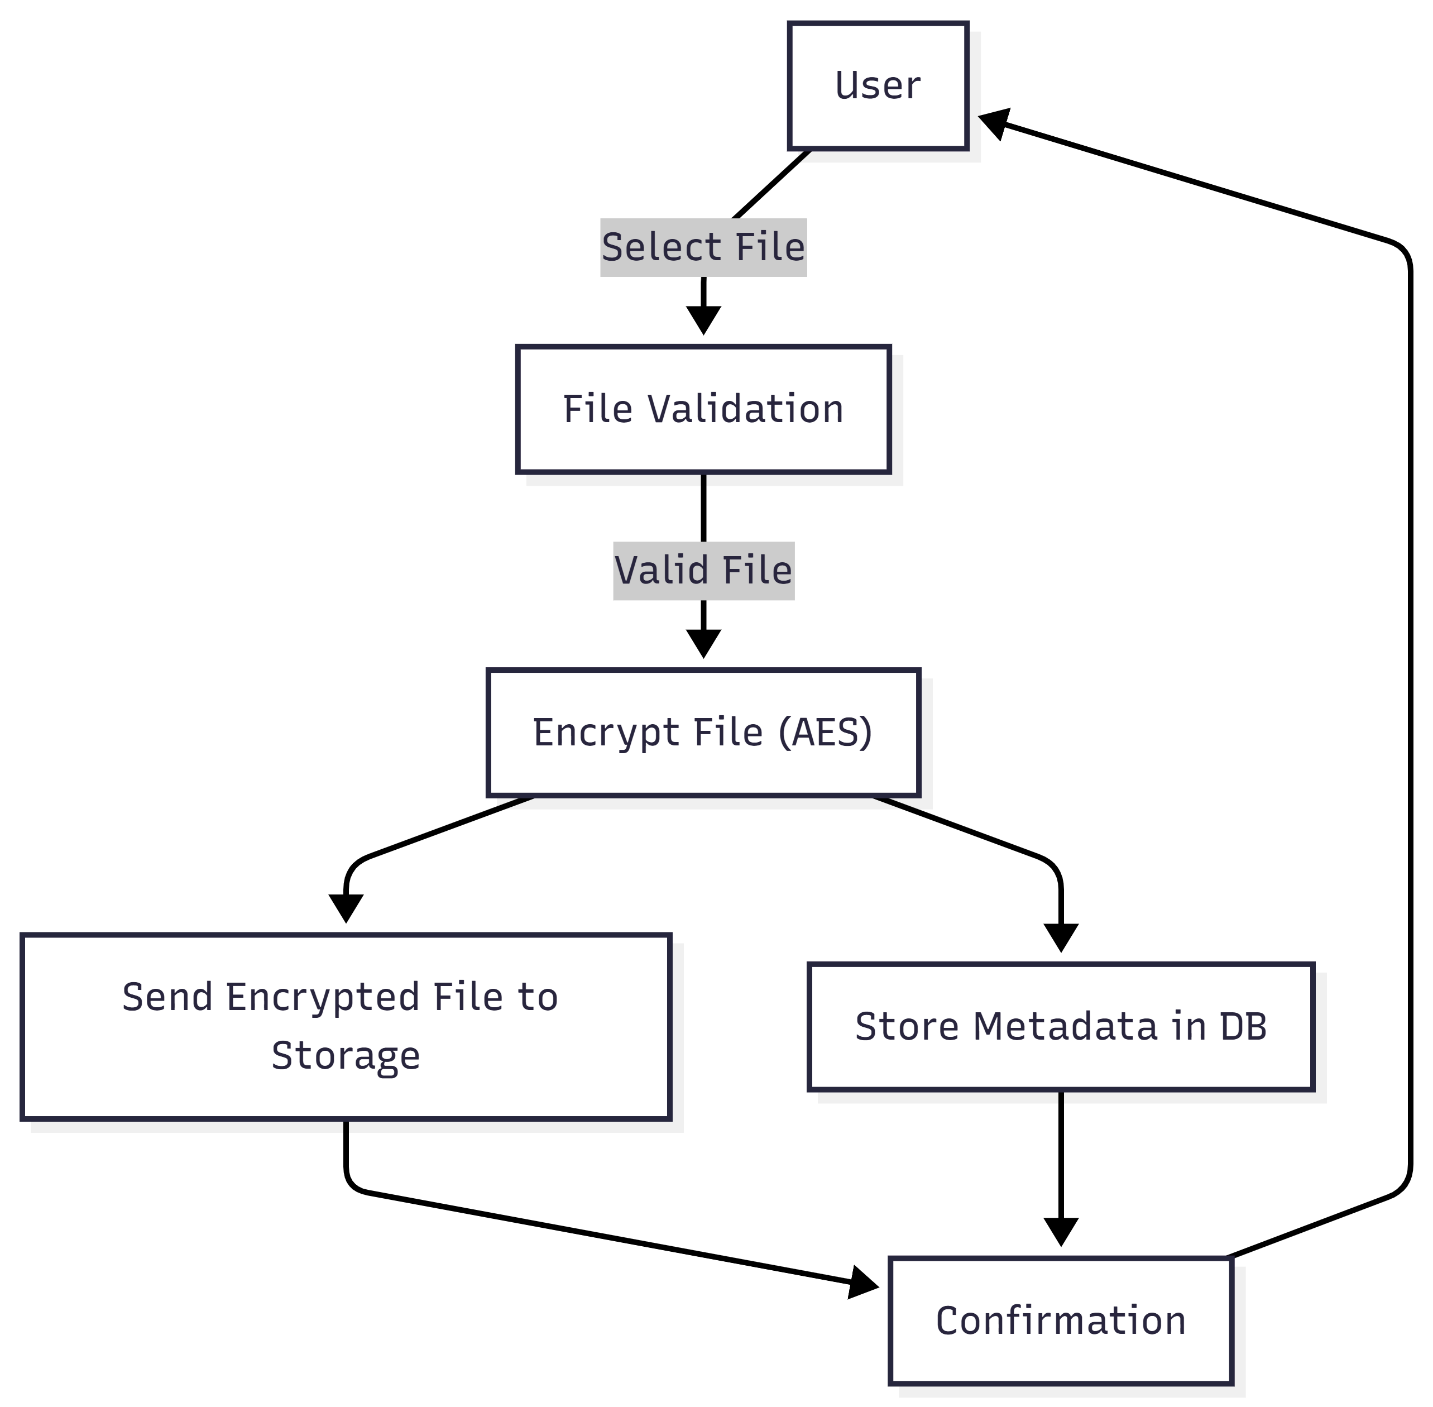 User
Select File
File Validation
Valid File
Encrypt File (AES)
Send Encrypted File to
Storage
Store Metadata in DB
Confirmation